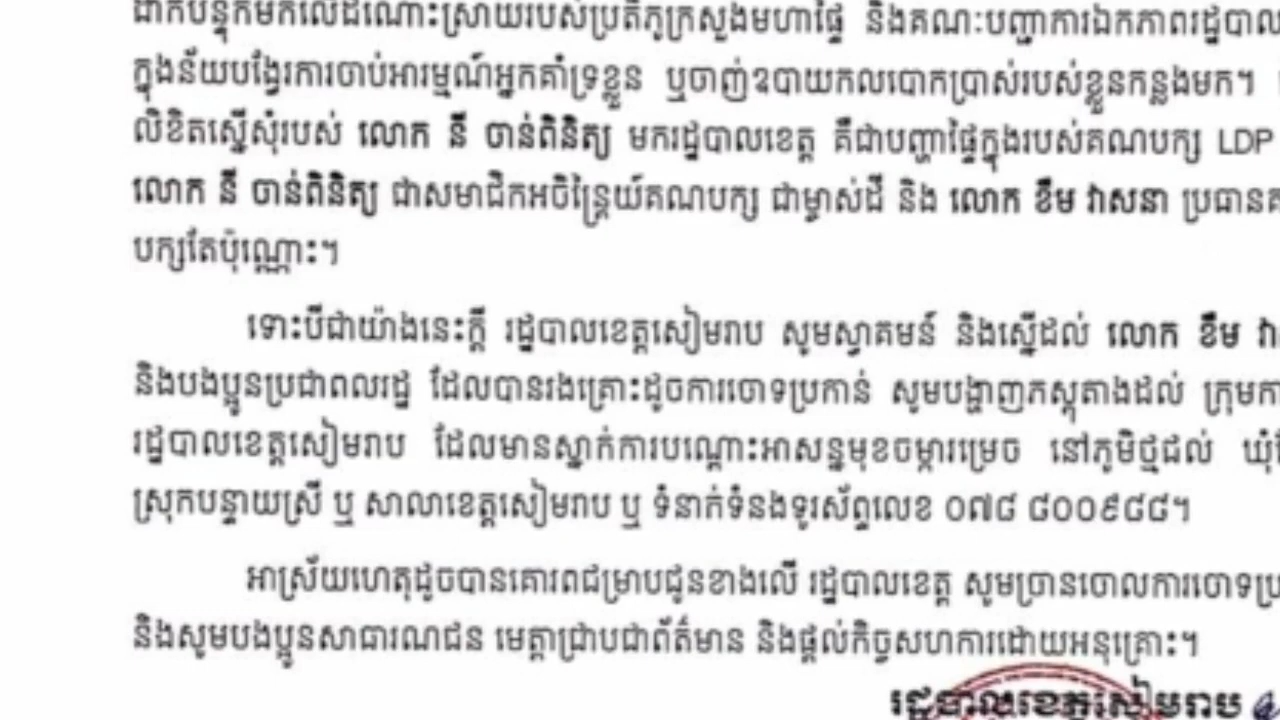 ដាក់បន្ទុកមកលើដំណោះស្រាយរបស់ប្រតិភូក្រសួងមហាផ្ទៃ និងគណៈបញ្ជាការឯកភាពរដ្ឋបាល
ក្នុងន័យបង្វែរការចាប់អារម្មណ៍អ្នកគាំទ្រខ្លួន ឬចាញ់ឧបាយកលបោកប្រាស់របស់ខ្លួនកន្លងមក។
លិខិតស្នើសុំរបស់ លោក នី ចាន់ពិនិត្យ មករដ្ឋបាលខេត្ត គឺជាបញ្ហាផ្ទៃក្នុងរបស់គណបក្ស LDP
លោក នី ចាន់ពិនិត្យ ជាសមាជិកអចិន្ត្រៃយ៍គណបក្ស ជាម្ចាស់ដី និង លោក ខឹម វាសនា ប្រធានគ
បក្សតែប៉ុណ្ណោះ។
ទោះបីជាយ៉ាងនេះក្តី រដ្ឋបាលខេត្តសៀមរាប សូមស្វាគមន៍ និងស្នើដល់ លោក ខឹម វា
និងបងប្អូនប្រជាពលរដ្ឋ ដែលបានរងគ្រោះដូចការចោទប្រកាន់ សូមបង្ហាញភស្តុតាងដល់ ក្រុមកា
រដ្ឋបាលខេត្តសៀមរាប ដែលមានស្នាក់ការបណ្តោះអាសន្នមុខចម្ការម្រេច នៅភូមិថ្មជល់ ឃុំ
ស្រុកបន្ទាយស្រី ឬ សាលាខេត្តសៀមរាប ឬ ទំនាក់ទំនងទូរស័ព្ទលេខ ០៧៨ ៨០០៩៨៨។
អាស្រ័យហេតុដូចបានគោរពជម្រាបជូនខាងលើ រដ្ឋបាលខេត្ត សូមច្រានចោលការចោទប្រ
និងសូមបងប្អូនសាធារណជន មេត្តាជ្រាបជាព័ត៌មាន និងផ្តល់កិច្ចសហការដោយអនុគ្រោះ។
រដ្ឋបាលខេត្តសៀមរាប